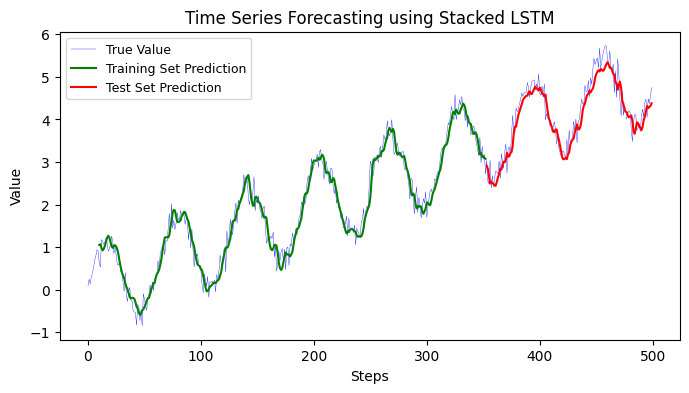 Time Series Forecasting using Stacked LSTM
True Value
Training Set Prediction
Test Set Prediction
6
5
4
3
2
1
0
−1
Value
0 100 200 300 400 500
Steps